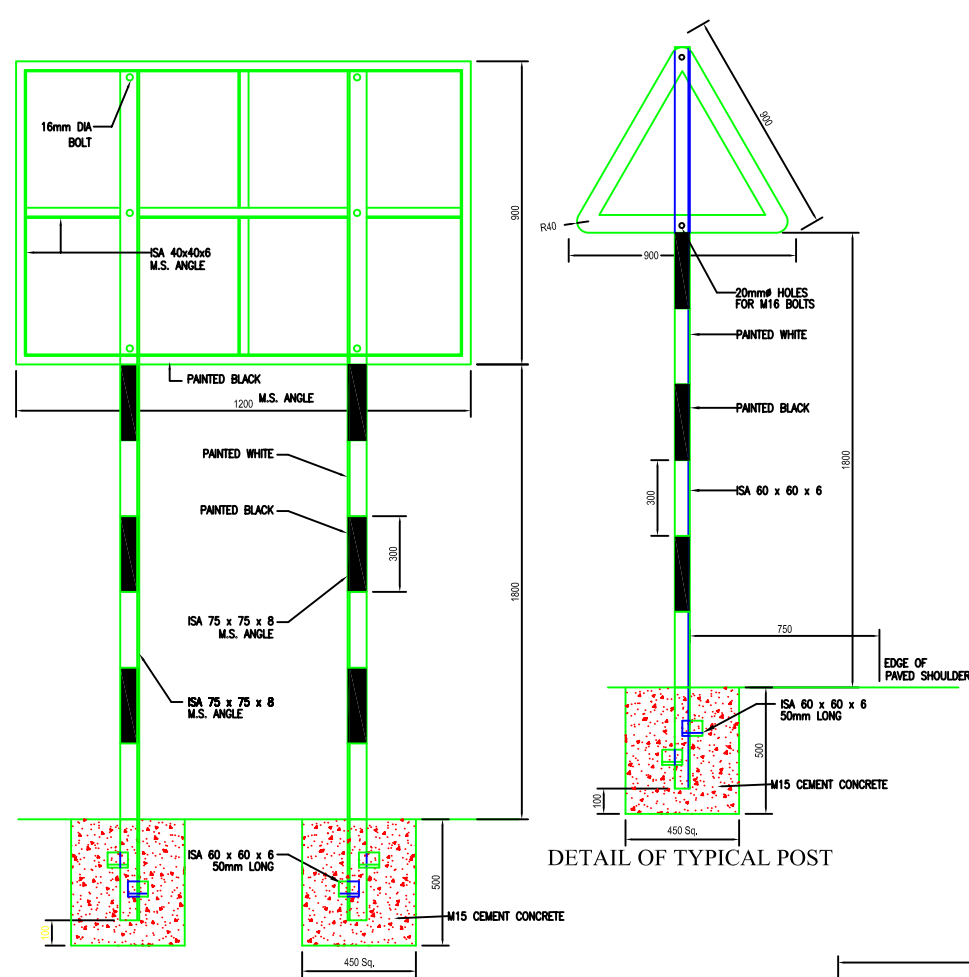 16mm DIA
BOLT
ISA 40x40x6
M.S. ANGLE
900
PAINTED BLACK
M.S. ANGLE
1200
PAINTED WHITE
PAINTED BLACK
300
ISA 75 x 75 x 8
M.S. ANGLE
1800
ISA 75 x 75 x 8
M.S. ANGLE
ISA 60 x 60 x 6
50mm LONG
500
M15 CEMENT CONCRETE
450 Sq.
900
R40
900
20mmø HOLES
FOR M16 BOLTS
PAINTED WHITE
PAINTED BLACK
1800
300
ISA 60 x 60 x 6
750
EDGE OF
PAVED SHOULDER
ISA 60 x 60 x 6
50mm LONG
500
M15 CEMENT CONCRETE
100
450 Sq.
DETAIL OF TYPICAL POST